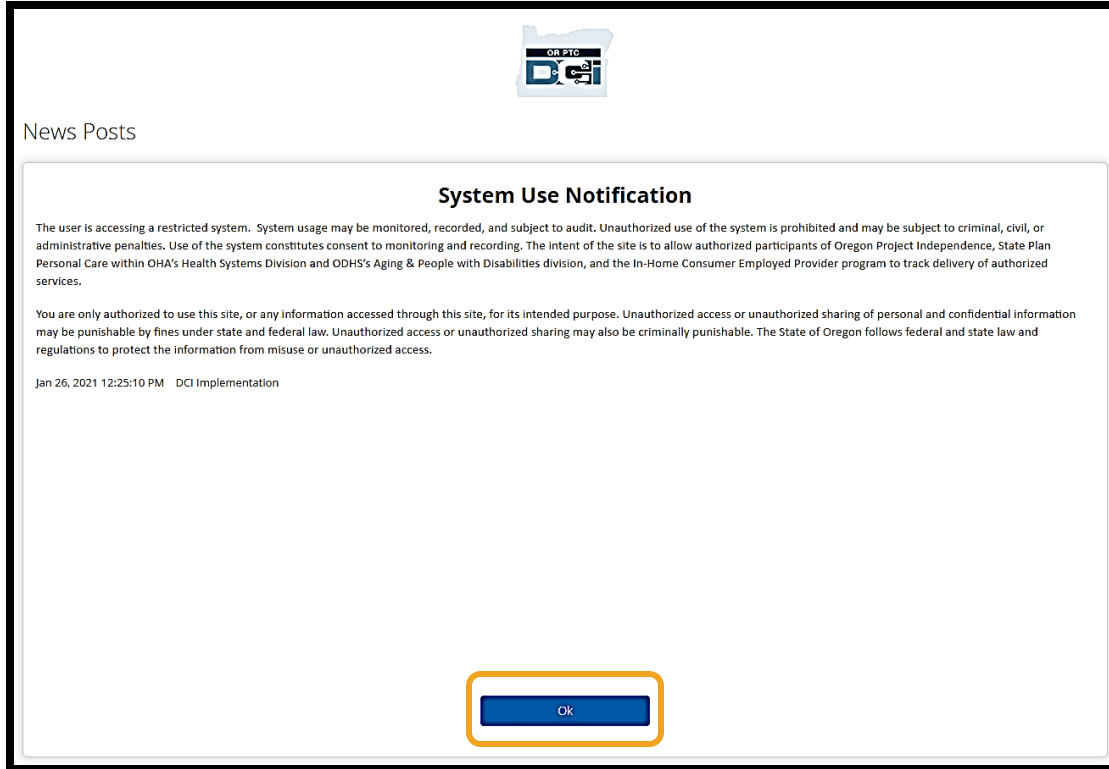 OR PTC
DCi
News Posts
System Use Notification
The user is accessing a restricted system.  System usage may be monitored, recorded, and subject to audit. Unauthorized use of the system is prohibited and may be subject to criminal, civil, or
administrative penalties. Use of the system constitutes consent to monitoring and recording. The intent of the site is to allow authorized participants of Oregon Project Independence, State Plan
Personal Care within OHA's Health Systems Division and ODHS's Aging & People with Disabilities division, and the In-Home Consumer Employed Provider program to track delivery of authorized
services.
You are only authorized to use this site, or any information accessed through this site, for its intended purpose. Unauthorized access or unauthorized sharing of personal and confidential information
may be punishable by fines under state and federal law. Unauthorized access or unauthorized sharing may also be criminally punishable. The State of Oregon follows federal and state law and
regulations to protect the information from misuse or unauthorized access.
Jan 26, 2021 12:25:10 PM    DCI Implementation
Ok